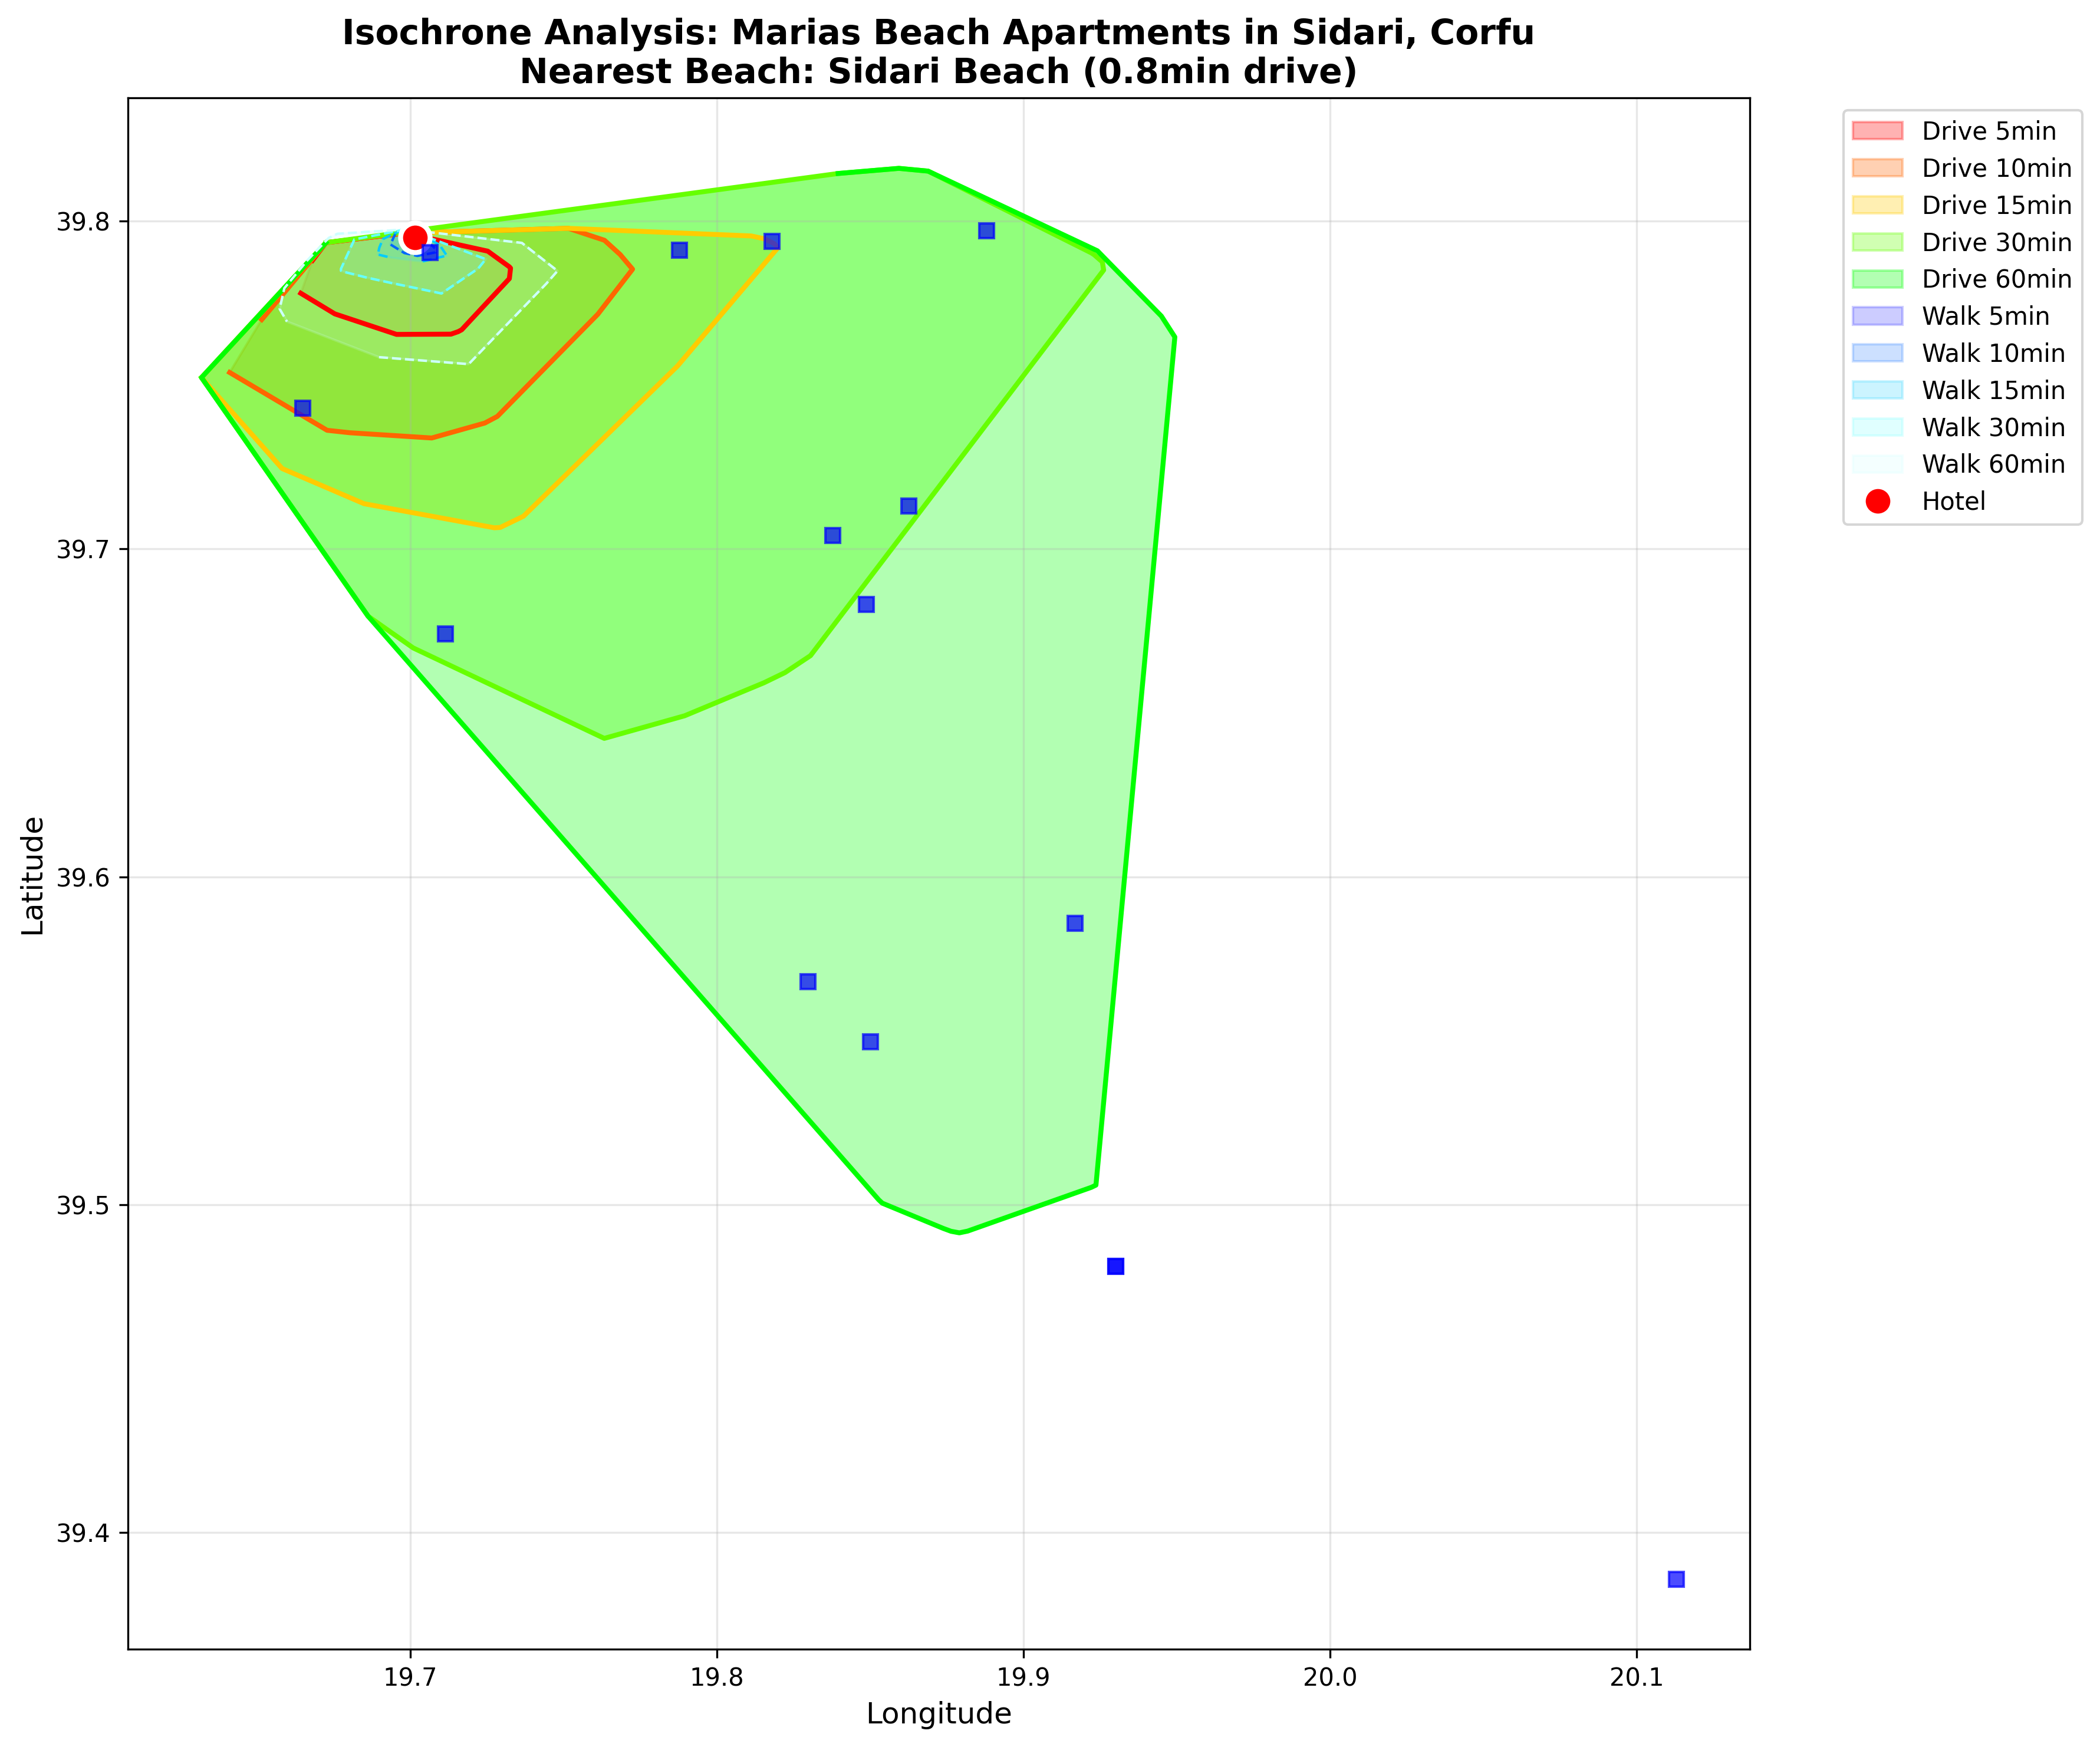 Isochrone Analysis: Marias Beach Apartments in Sidari, Corfu
Nearest Beach: Sidari Beach (0.8min drive)
Drive 5min
Drive 10min
Drive 15min
Drive 30min
Drive 60min
Walk 5min
Walk 10min
Walk 15min
Walk 30min
Walk 60min
Hotel
Latitude
39.8
39.7
39.6
39.5
39.4
19.7
19.8
19.9
20.0
20.1
Longitude